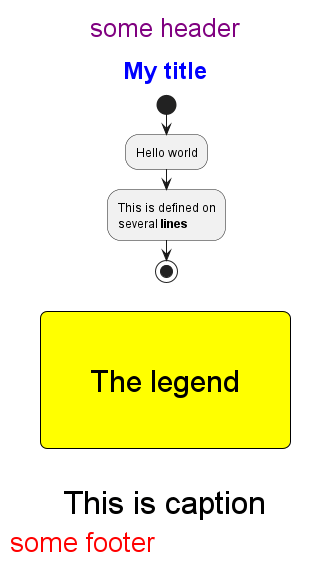 some header
My title
Hello world
This is defined on
several lines
The legend
This is caption
some footer